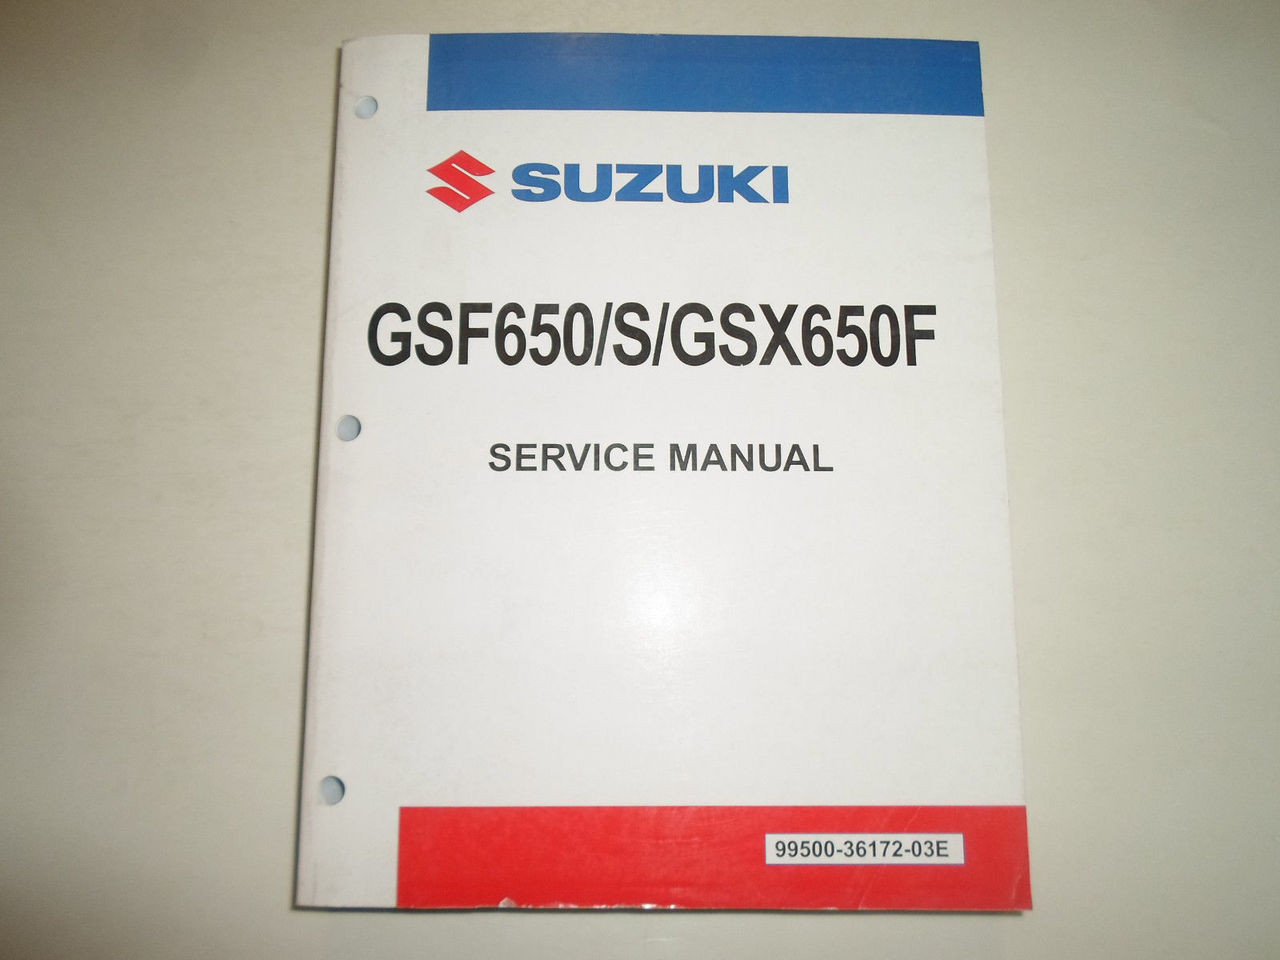 SUZUKI
GSF650/S/GSX650F
SERVICE MANUAL
99500-36172-03E